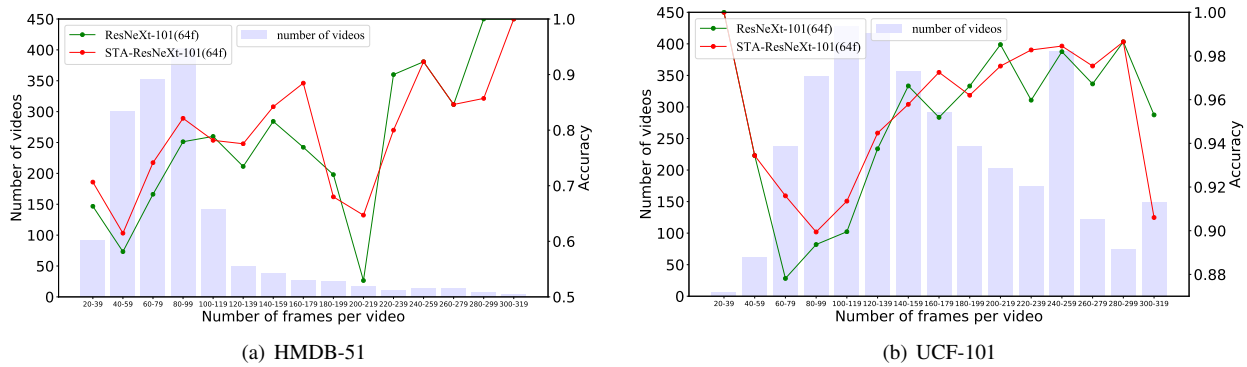 450
400
350
300
250
200
150
100
50
0
Number of videos
ResNeXt-101(64f)
STA-ResNeXt-101(64f)
number of videos
1.0
0.9
0.8
0.7
0.6
0.5
Accuracy
20-39 40-59 60-79 80-99 100-119 120-139 140-159 160-179 180-199 200-219 220-239 240-259 260-279 280-299 300-319
Number of frames per video
(a) HMDB-51
450
400
350
300
250
200
150
100
50
0
Number of videos
ResNeXt-101(64f)
STA-ResNeXt-101(64f)
number of videos
1.00
0.98
0.96
0.94
0.92
0.90
0.88
Accuracy
20-39 40-59 60-79 80-99 100-119 120-139 140-159 160-179 180-199 200-219 220-239 240-259 260-279 280-299 300-319
Number of frames per video
(b) UCF-101